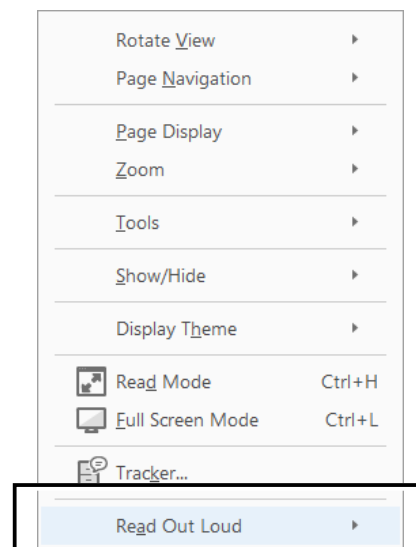 Rotate View
Page Navigation
Page Display
Zoom
Tools
Show/Hide
Display Theme
Read Mode Ctrl+H
Full Screen Mode Ctrl+L
Tracker...
Read Out Loud